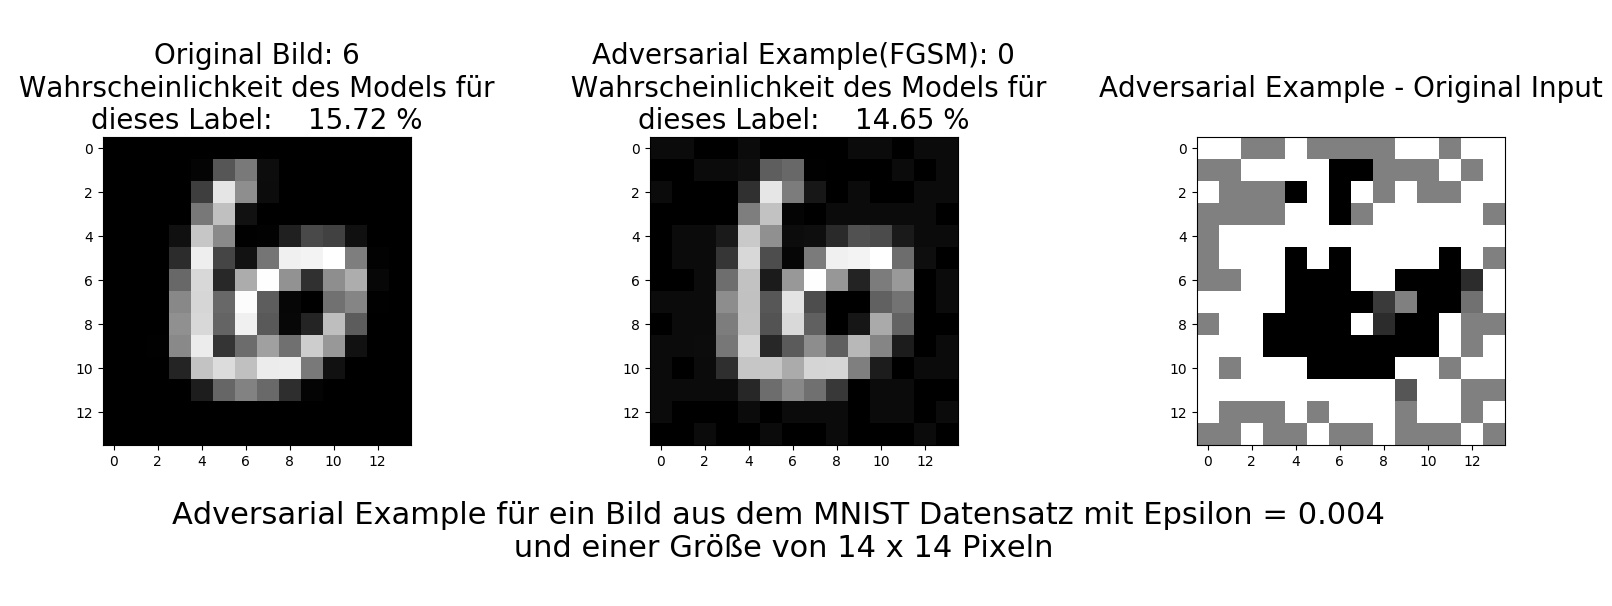 Original Bild: 6
Wahrscheinlichkeit des Models für
dieses Label:    15.72 %
0
2
4
6
8
10
12
0 2 4 6 8 10 12
Adversarial Example(FGSM): 0
Wahrscheinlichkeit des Models für
dieses Label:    14.65 %
0
2
4
6
8
10
12
0 2 4 6 8 10 12
Adversarial Example - Original Input
0
2
4
6
8
10
12
0 2 4 6 8 10 12
Adversarial Example für ein Bild aus dem MNIST Datensatz mit Epsilon = 0.004
und einer Größe von 14 x 14 Pixeln